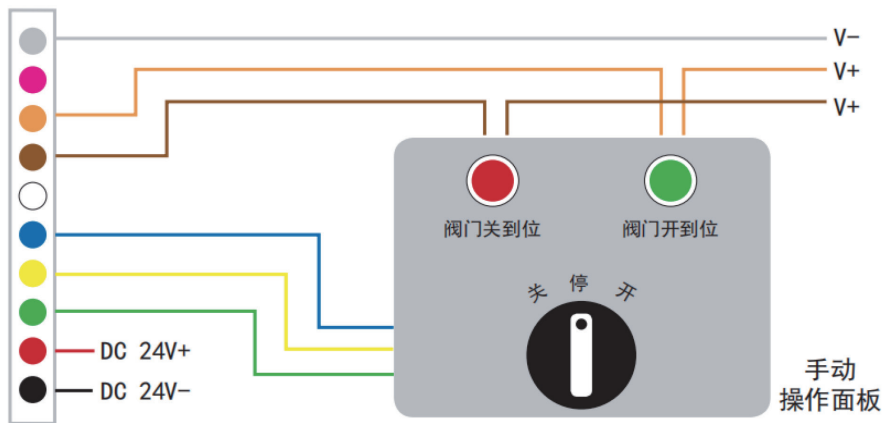 V-
V+
V+
阀门关到位
阀门开到位
关 停 开
DC 24V+
DC 24V-
手动
操作面板